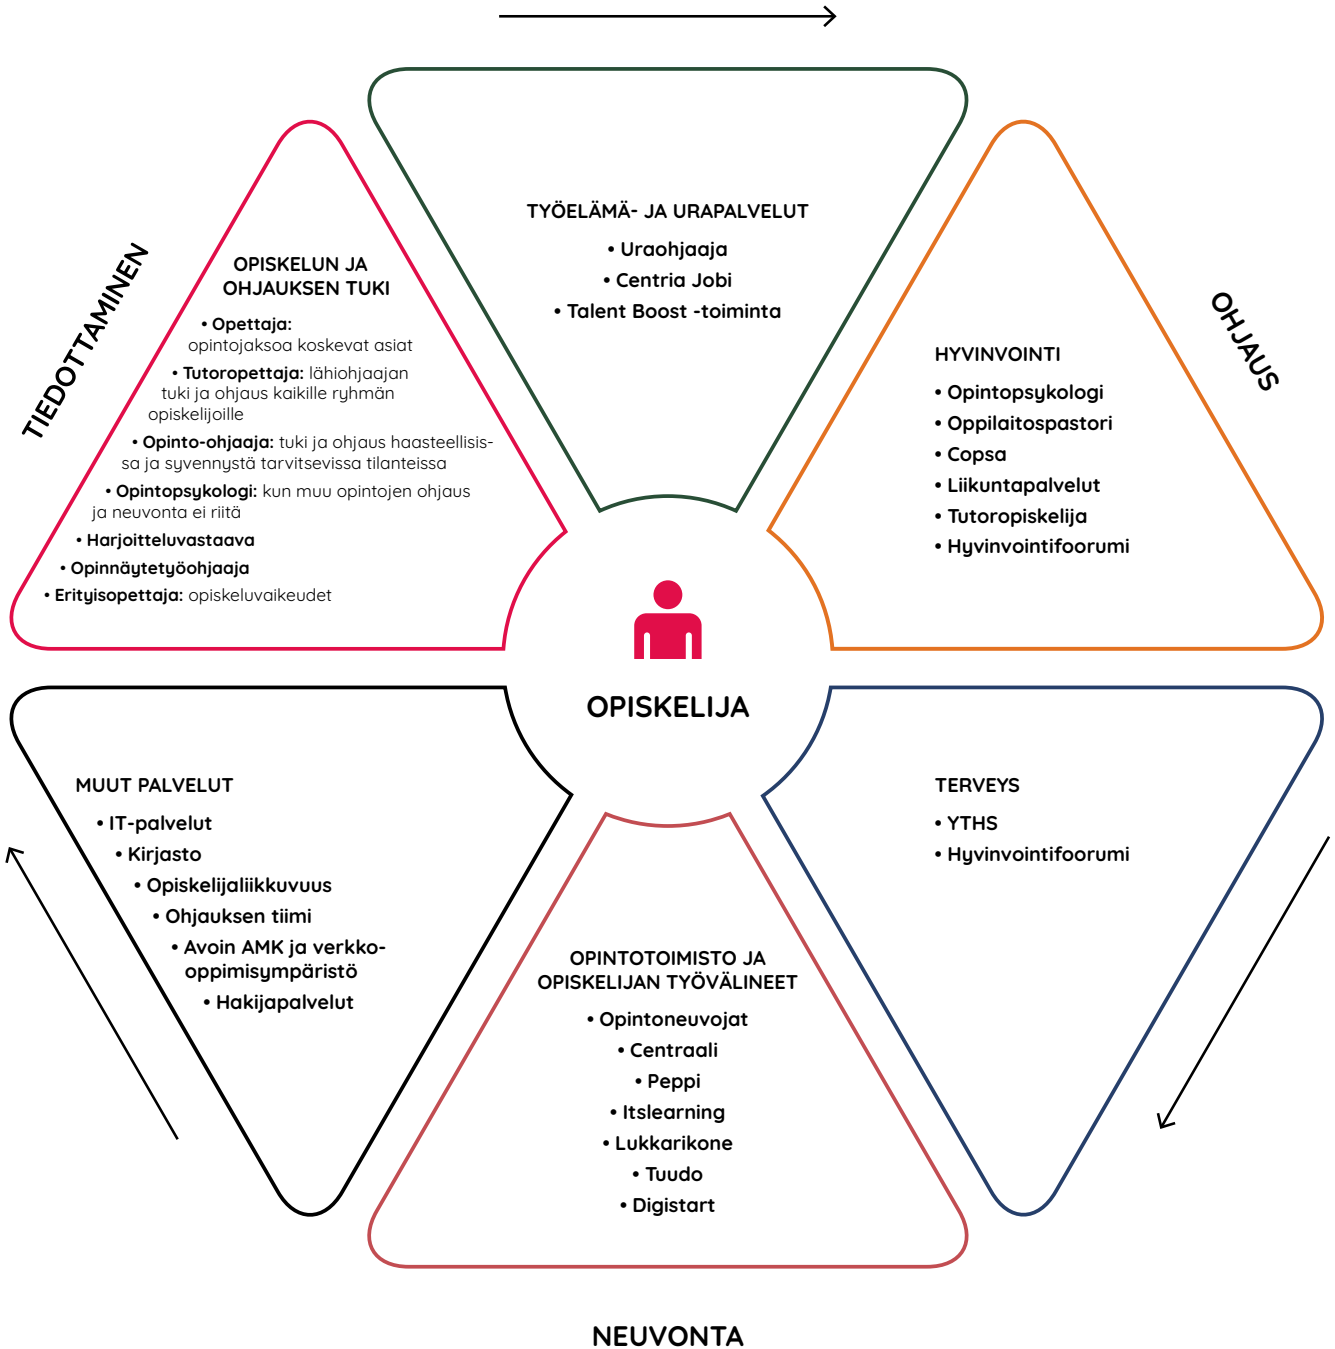 TIEDOTTAMINEN
OPISKELUN JA
OHJAUKSEN TUKI
• Opettaja:
opintojaksoa koskevat asiat
• Tutoropettaja: lähiohjaajan
tuki ja ohjaus kaikille ryhmän
opiskelijoille
• Opinto-ohjaaja: tuki ja ohjaus haasteellisis-
sa ja syvennystä tarvitsevissa tilanteissa
• Opintopsykologi: kun muu opintojen ohjaus
ja neuvonta ei riitä
• Harjoitteluvastaava
• Opinnäytetyöohjaaja
• Erityisopettaja: opiskeluvaikeudet
TYÖELÄMÄ- JA URAPALVELUT
• Uraohjaaja
• Centria Jobi
• Talent Boost -toiminta
OHJAUS
HYVINVOINTI
• Opintopsykologi
• Oppilaitospastori
• Copsa
• Liikuntapalvelut
• Tutoropiskelija
• Hyvinvointifoorumi
OPISKELIJA
MUUT PALVELUT
• IT-palvelut
• Kirjasto
• Opiskelijaliikkuvuus
• Ohjauksen tiimi
• Avoin AMK ja verkko-
oppimisympäristö
• Hakijapalvelut
OPINTOTOIMISTO JA
OPISKELIJAN TYÖVÄLINEET
• Opintoneuvojat
• Centraali
• Peppi
• Itslearning
• Lukkarikone
• Tuudo
• Digistart
TERVEYS
• YTHS
• Hyvinvointifoorumi
NEUVONTA